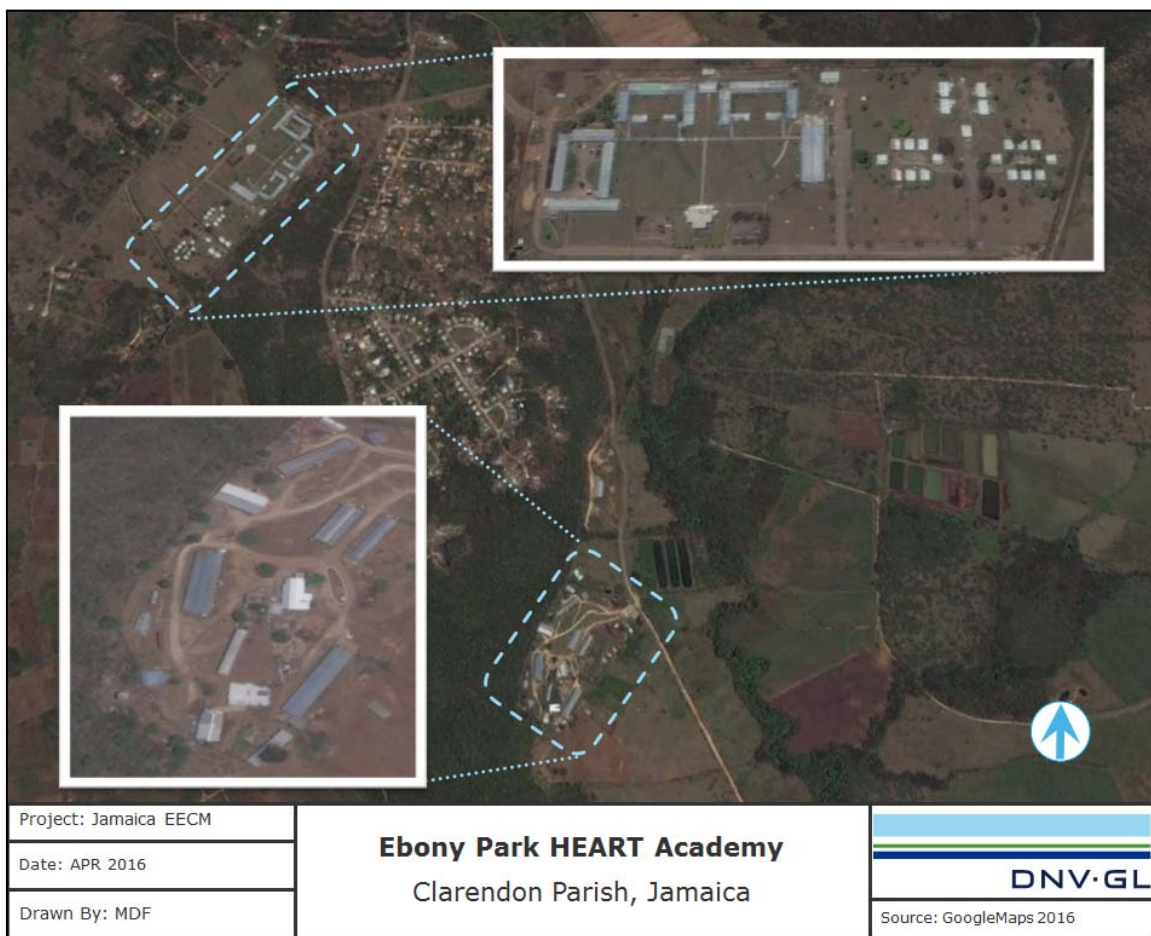 Project: Jamaica EECM
Date: APR 2016
Drawn By: MDF
Ebony Park HEART Academy
Clarendon Parish, Jamaica
DNV·GL
Source: GoogleMaps 2016